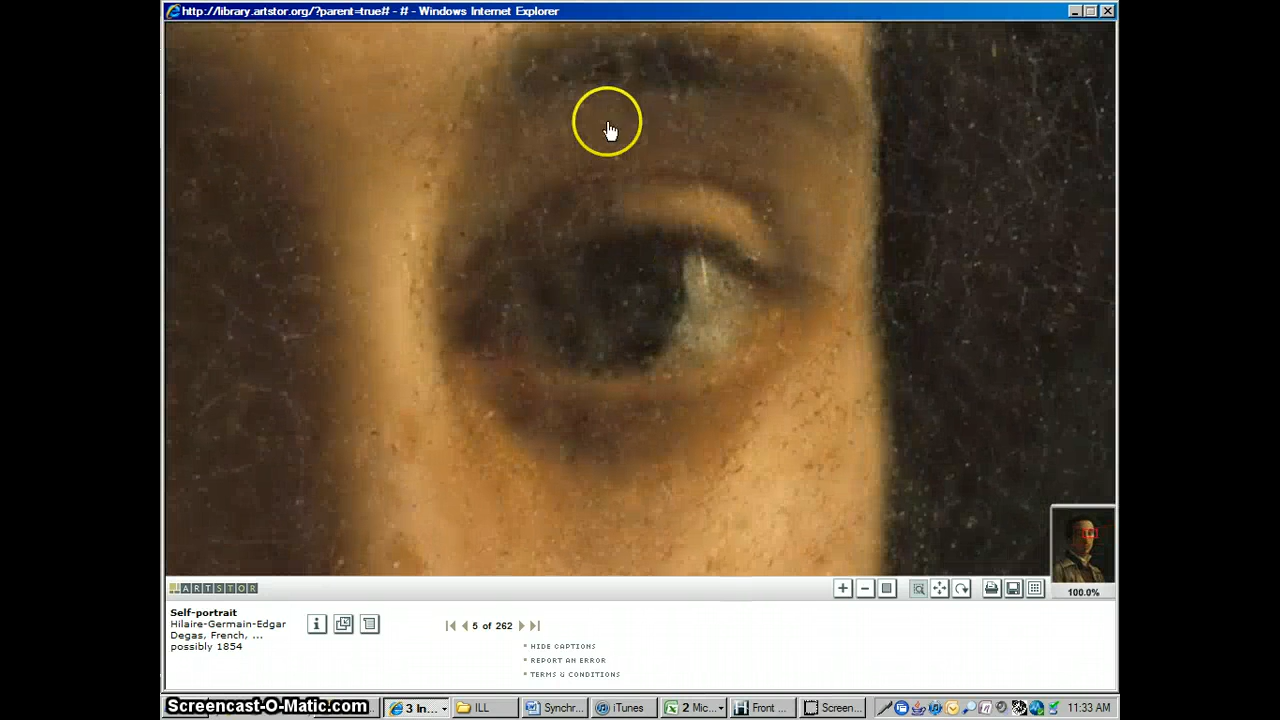 http://library.artstor.org/?parent=true# - # - Windows Internet Explorer
ARTSTOR
100.0%
Self-portrait
Hilaire-Germain-Edgar
Degas, French, ...
possibly 1854
5 of 262
HIDE CAPTIONS
REPORT AN ERROR
TERMS & CONDITIONS
Screencast-O-Matic.com
3 In...
ILL
Synchr...
iTunes
2 Mic...
Front ...
Screen...
11:33 AM